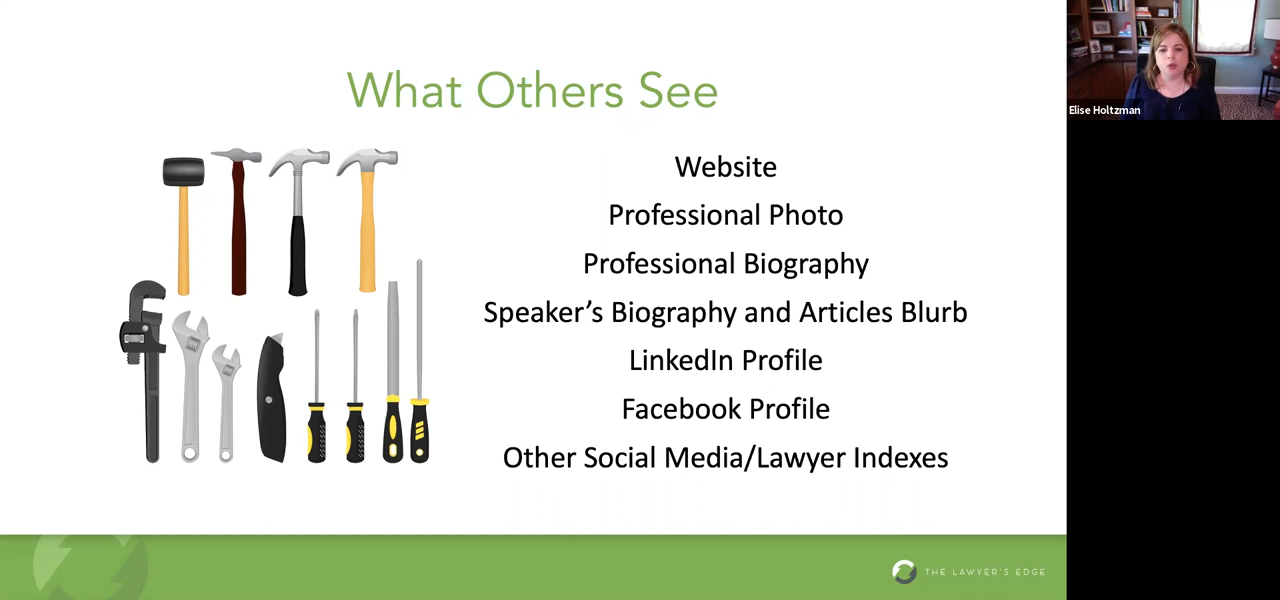 What Others See
Website
Professional Photo
Professional Biography
Speaker’s Biography and Articles Blurb
LinkedIn Profile
Facebook Profile
Other Social Media/Lawyer Indexes
THE LAWYER'S EDGE
Elise Holtzman